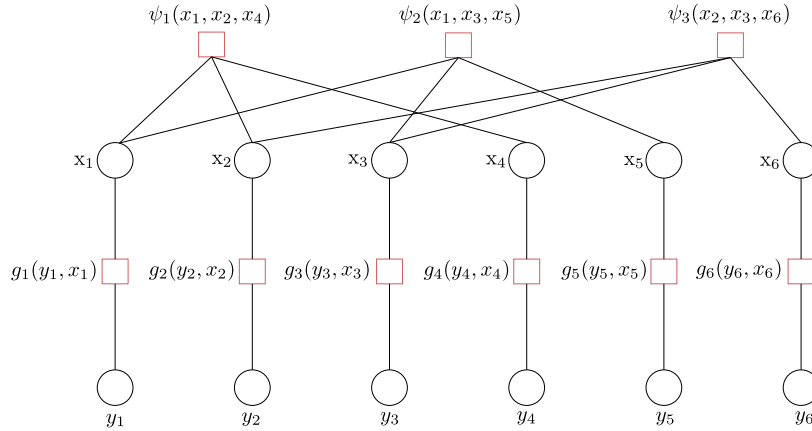 ψ₁(x₁, x₂, x₄) ψ₂(x₁, x₃, x₅) ψ₃(x₂, x₃, x₆)
x₁ x₂ x₃ x₄ x₅ x₆
g₁(y₁, x₁) g₂(y₂, x₂) g₃(y₃, x₃) g₄(y₄, x₄) g₅(y₅, x₅) g₆(y₆, x₆)
y₁ y₂ y₃ y₄ y₅ y₆